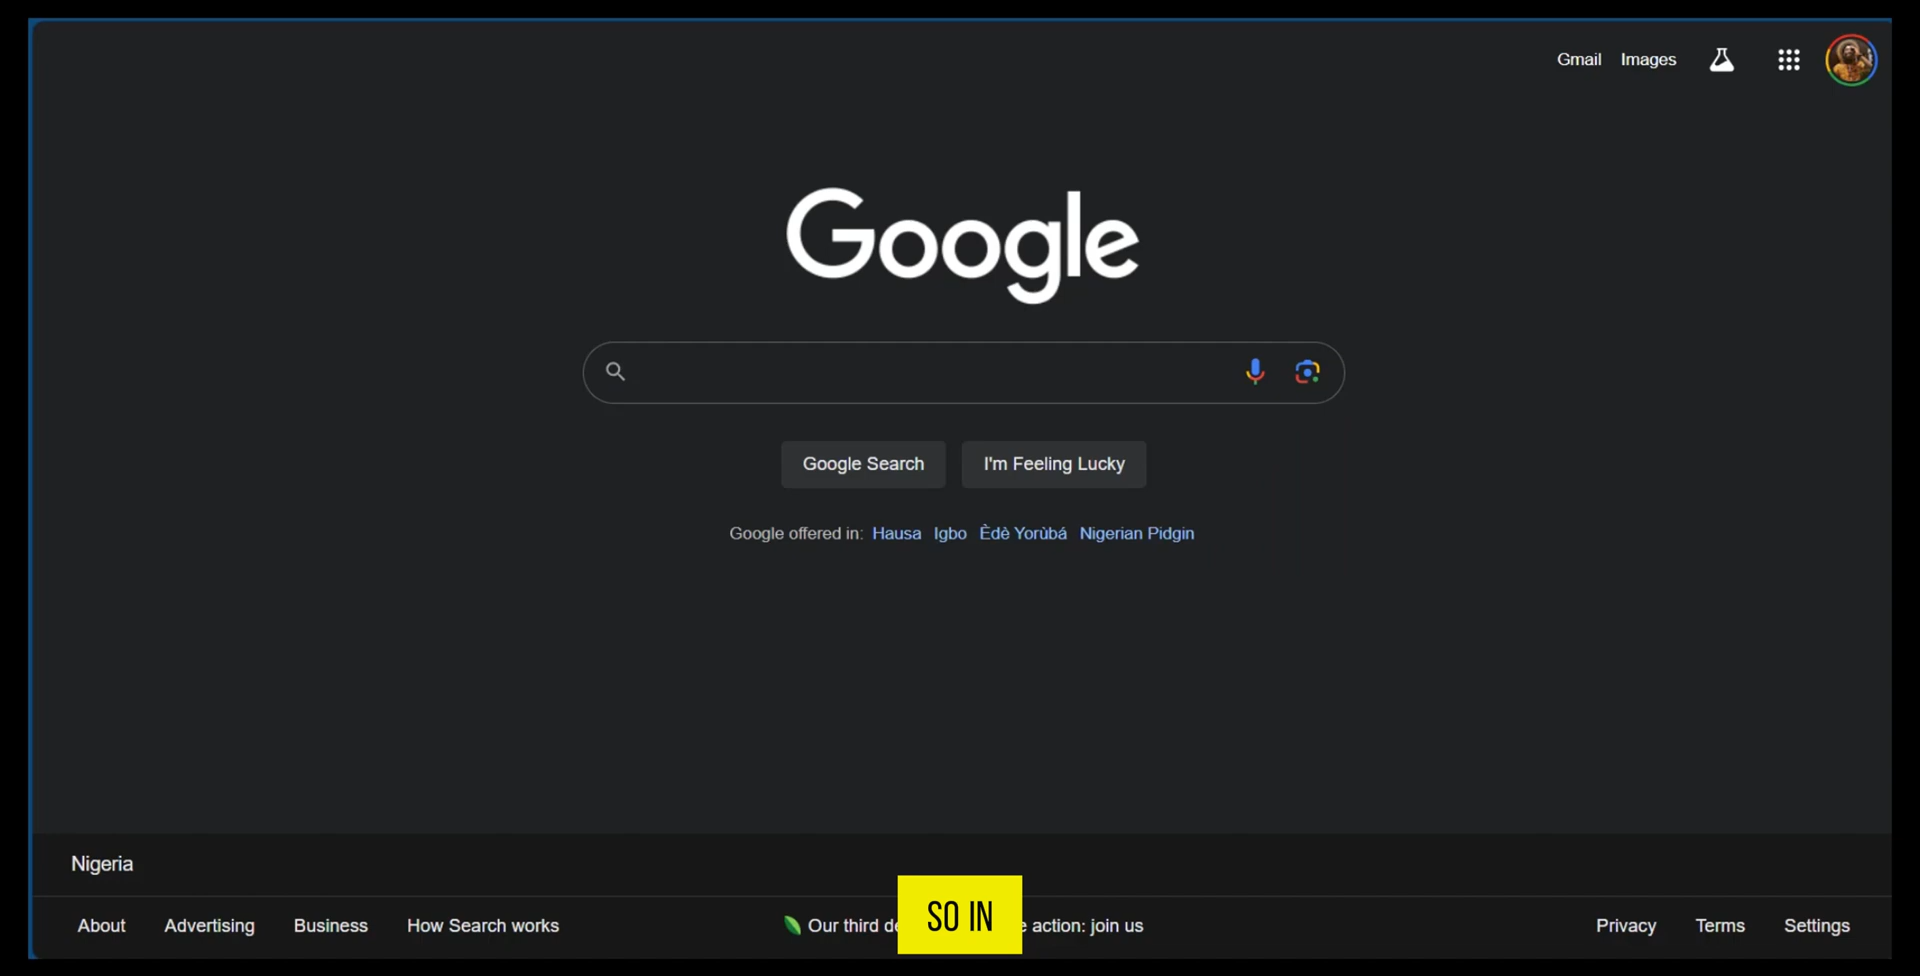 Gmail Images
Google
Google Search I'm Feeling Lucky
Google offered in: Hausa Igbo Èdè Yorùbá Nigerian Pidgin
Nigeria
About Advertising Business How Search works Our third action: join us Privacy Terms Settings
SO IN